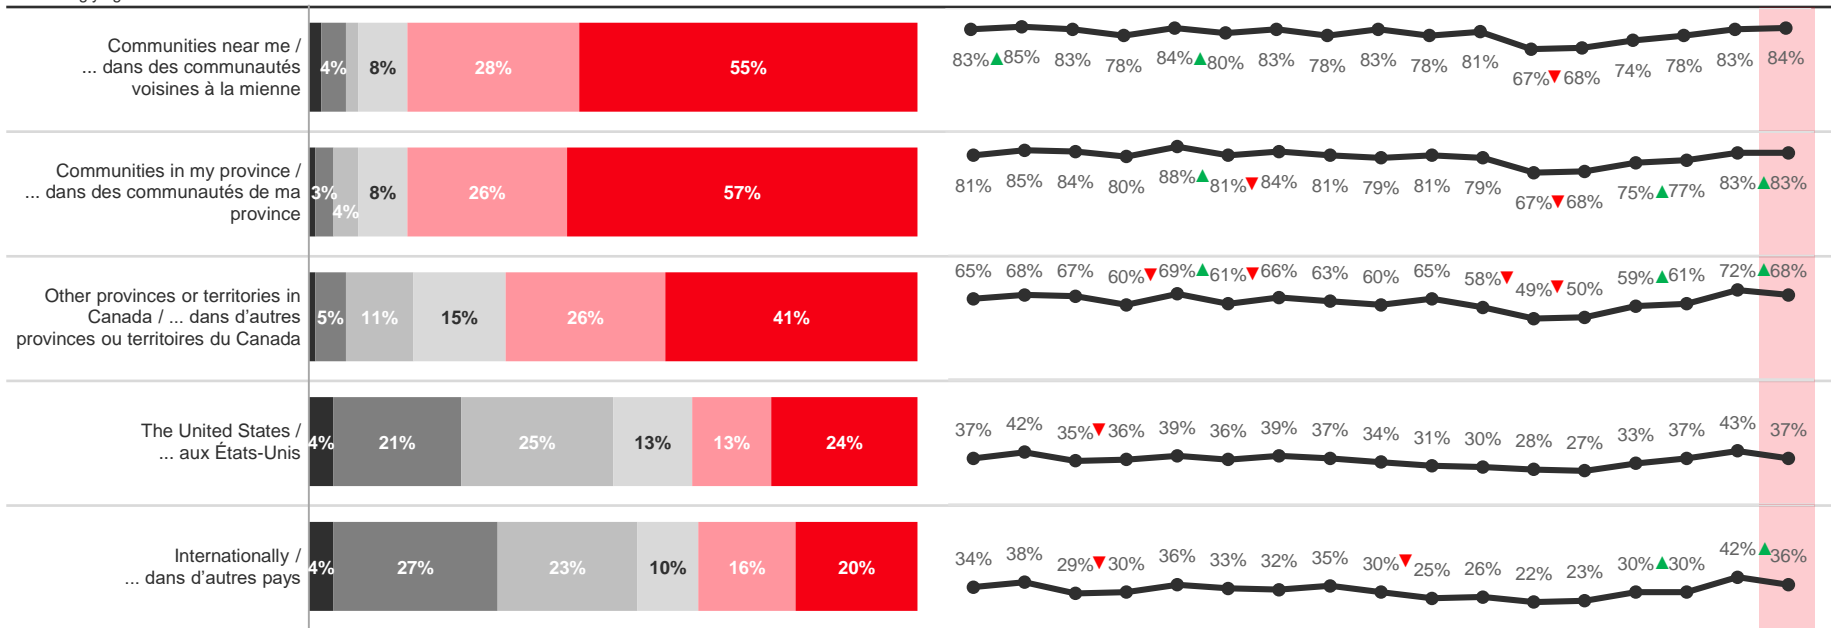 Communities near me /
... dans des communautés
voisines à la mienne
4% 8% 28% 55%
83%▲85% 83% 78% 84%▲80% 83% 78% 83% 78% 81% 67%▼68% 74% 78% 83% 84%
Communities in my province /
... dans des communautés de ma
province
3% 4% 8% 26% 57%
81% 85% 84% 80% 88%▲81%▼84% 81% 79% 81% 79% 67%▼68% 75%▲77% 83%▲83%
Other provinces or territories in
Canada / ... dans d'autres
provinces ou territoires du Canada
5% 11% 15% 26% 41%
65% 68% 67% 60%▼69%▲61%▼66% 63% 60% 65% 58%▼49%▼50% 59%▲61% 72%▲68%
The United States /
... aux États-Unis
4% 21% 25% 13% 13% 24%
37% 42% 35%▼36% 39% 36% 39% 37% 34% 31% 30% 28% 27% 33% 37% 43% 37%
Internationally /
... dans d'autres pays
4% 27% 23% 10% 16% 20%
34% 38% 29%▼30% 36% 33% 32% 35% 30%▼25% 26% 22% 23% 30%▲30% 42%▲36%